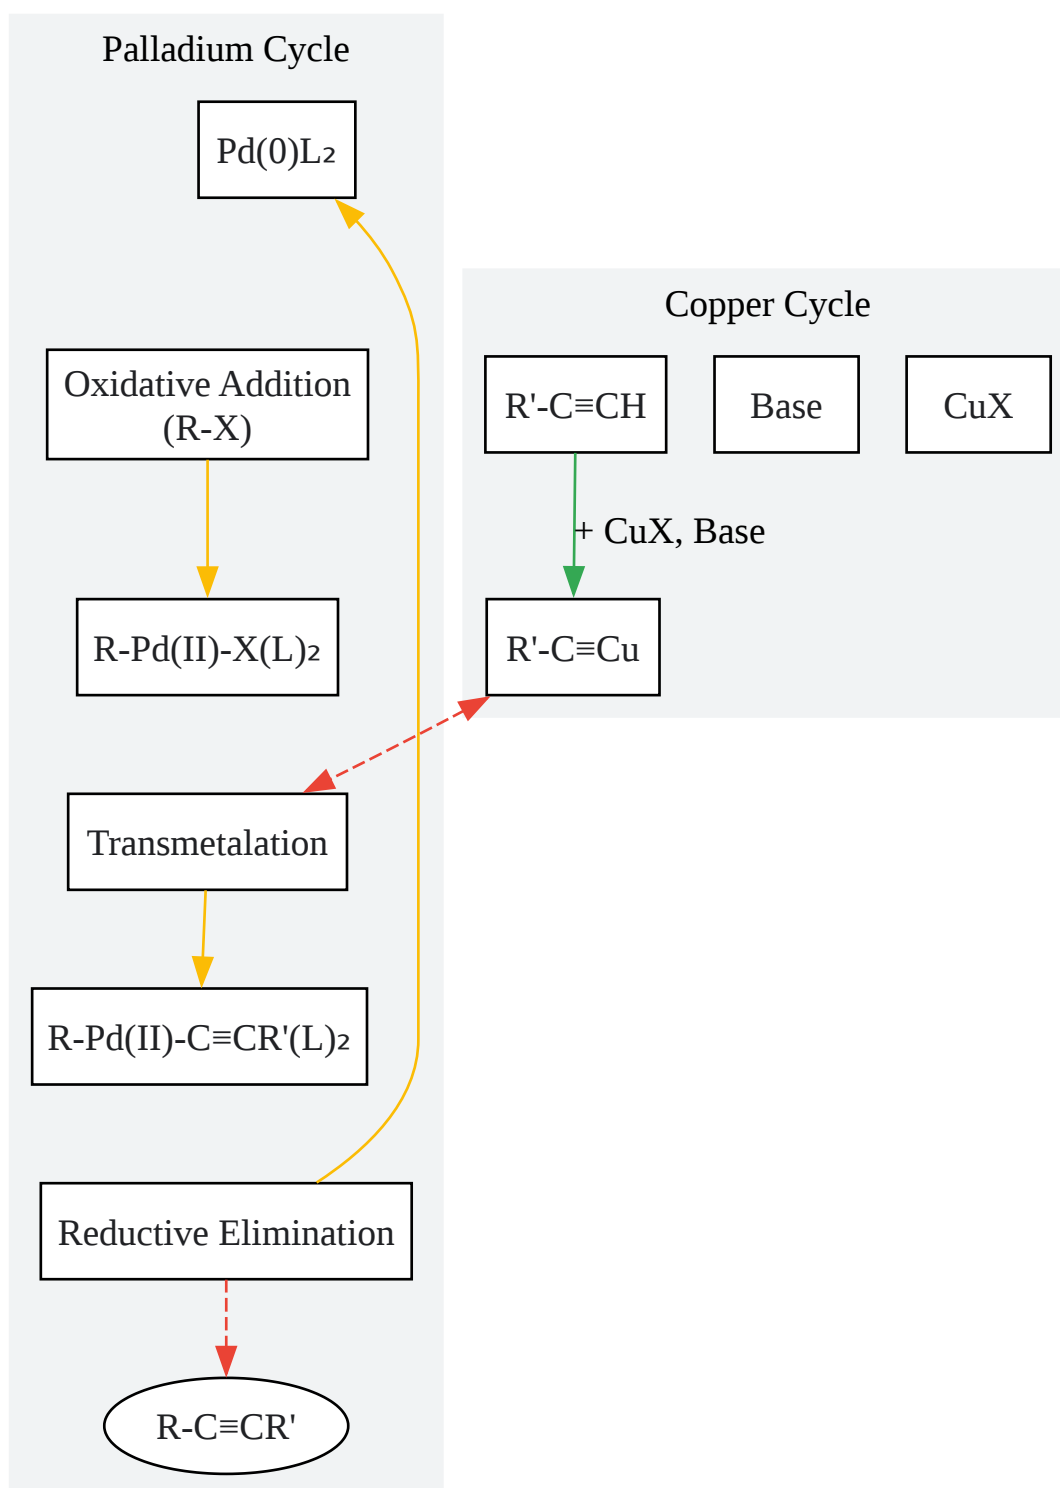 Palladium Cycle
Pd(0)L₂
Copper Cycle
Oxidative Addition
(R-X)
R'-C≡CH
Base
CuX
+ CuX, Base
R-Pd(II)-X(L)₂
R'-C≡Cu
Transmetalation
R-Pd(II)-C≡CR'(L)₂
Reductive Elimination
R-C≡CR'